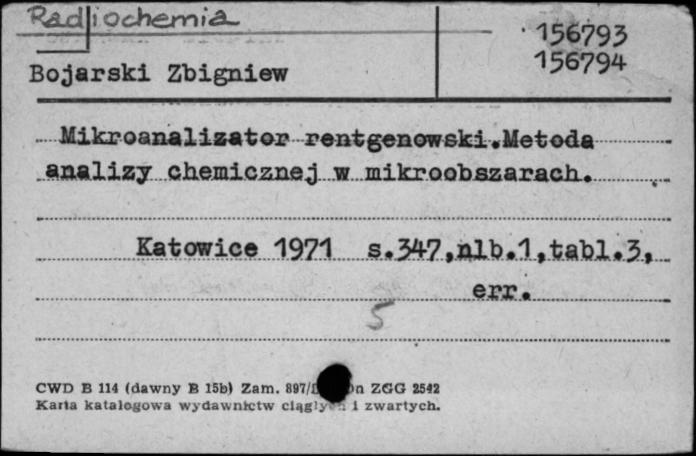 Radiochemia
156793
156794
Bojarski Zbigniew
Mikroanalizator rentgenowski.Metoda
analizy chemicznej w mikroobszarach.
Katowice 1971 s.347,nlb.1,tabl.3,
err.
5
CWD B 114 (dawny B 15b) Zam. 897/ ZGG 2542
Karta katalogowa wydawnictw ciągłych i zwartych.